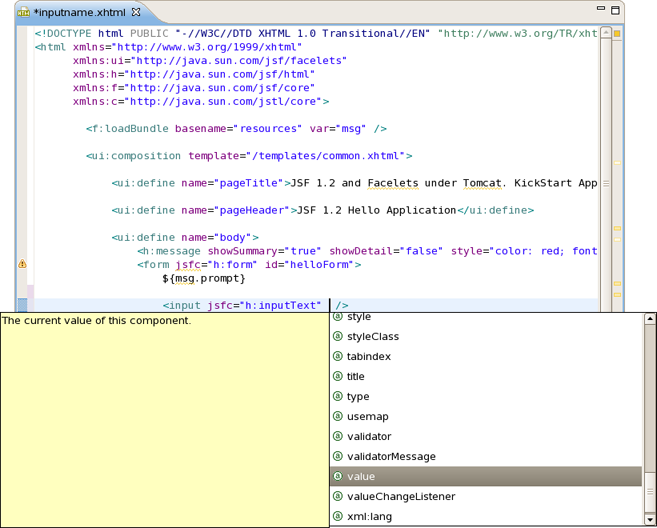 *inputname.xhtml
<!DOCTYPE html PUBLIC "-//W3C//DTD XHTML 1.0 Transitional//EN" "http://www.w3.org/TR/xht
<html xmlns="http://www.w3.org/1999/xhtml"
xmlns:ui="http://java.sun.com/jsf/facelets"
xmlns:h="http://java.sun.com/jsf/html"
xmlns:f="http://java.sun.com/jsf/core"
xmlns:c="http://java.sun.com/jstl/core">
<f:loadBundle basename="resources" var="msg" />
<ui:composition template="/templates/common.xhtml">
<ui:define name="pageTitle">JSF 1.2 and Facelets under Tomcat. KickStart App
<ui:define name="pageHeader">JSF 1.2 Hello Application</ui:define>
<ui:define name="body">
<h:message showSummary="true" showDetail="false" style="color: red; font
<form jsfc="h:form" id="helloForm">
${msg.prompt}
<input jsfc="h:inputText" />
The current value of this component.
style
styleClass
tabindex
title
type
usemap
validator
validatorMessage
value
valueChangeListener
xml:lang